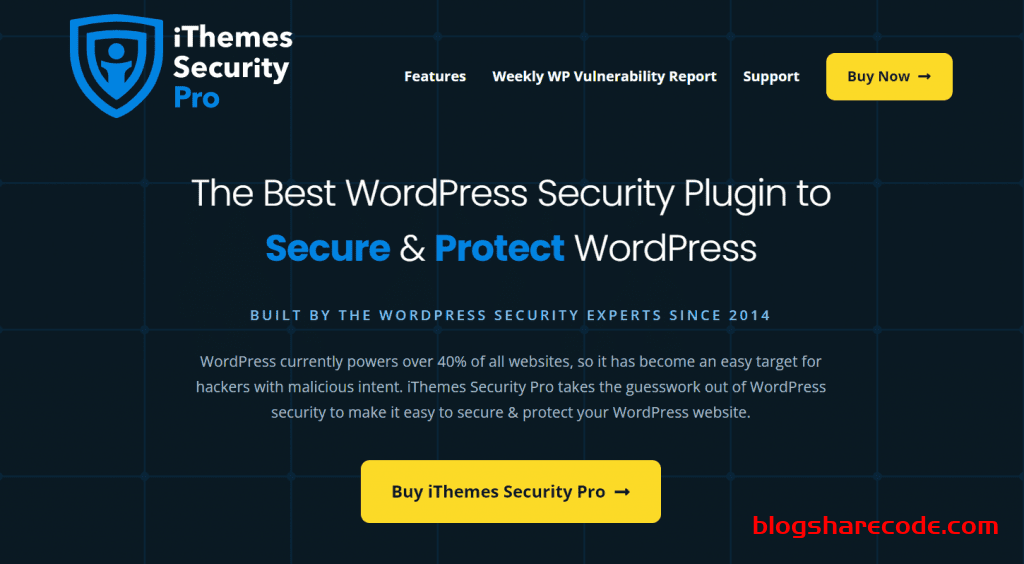 iThemes
Security
Pro
Features Weekly WP Vulnerability Report Support Buy Now →
The Best WordPress Security Plugin to
Secure & Protect WordPress
BUILT BY THE WORDPRESS SECURITY EXPERTS SINCE 2014
WordPress currently powers over 40% of all websites, so it has become an easy target for
hackers with malicious intent. iThemes Security Pro takes the guesswork out of WordPress
security to make it easy to secure & protect your WordPress website.
Buy iThemes Security Pro →
blogsharecode.com